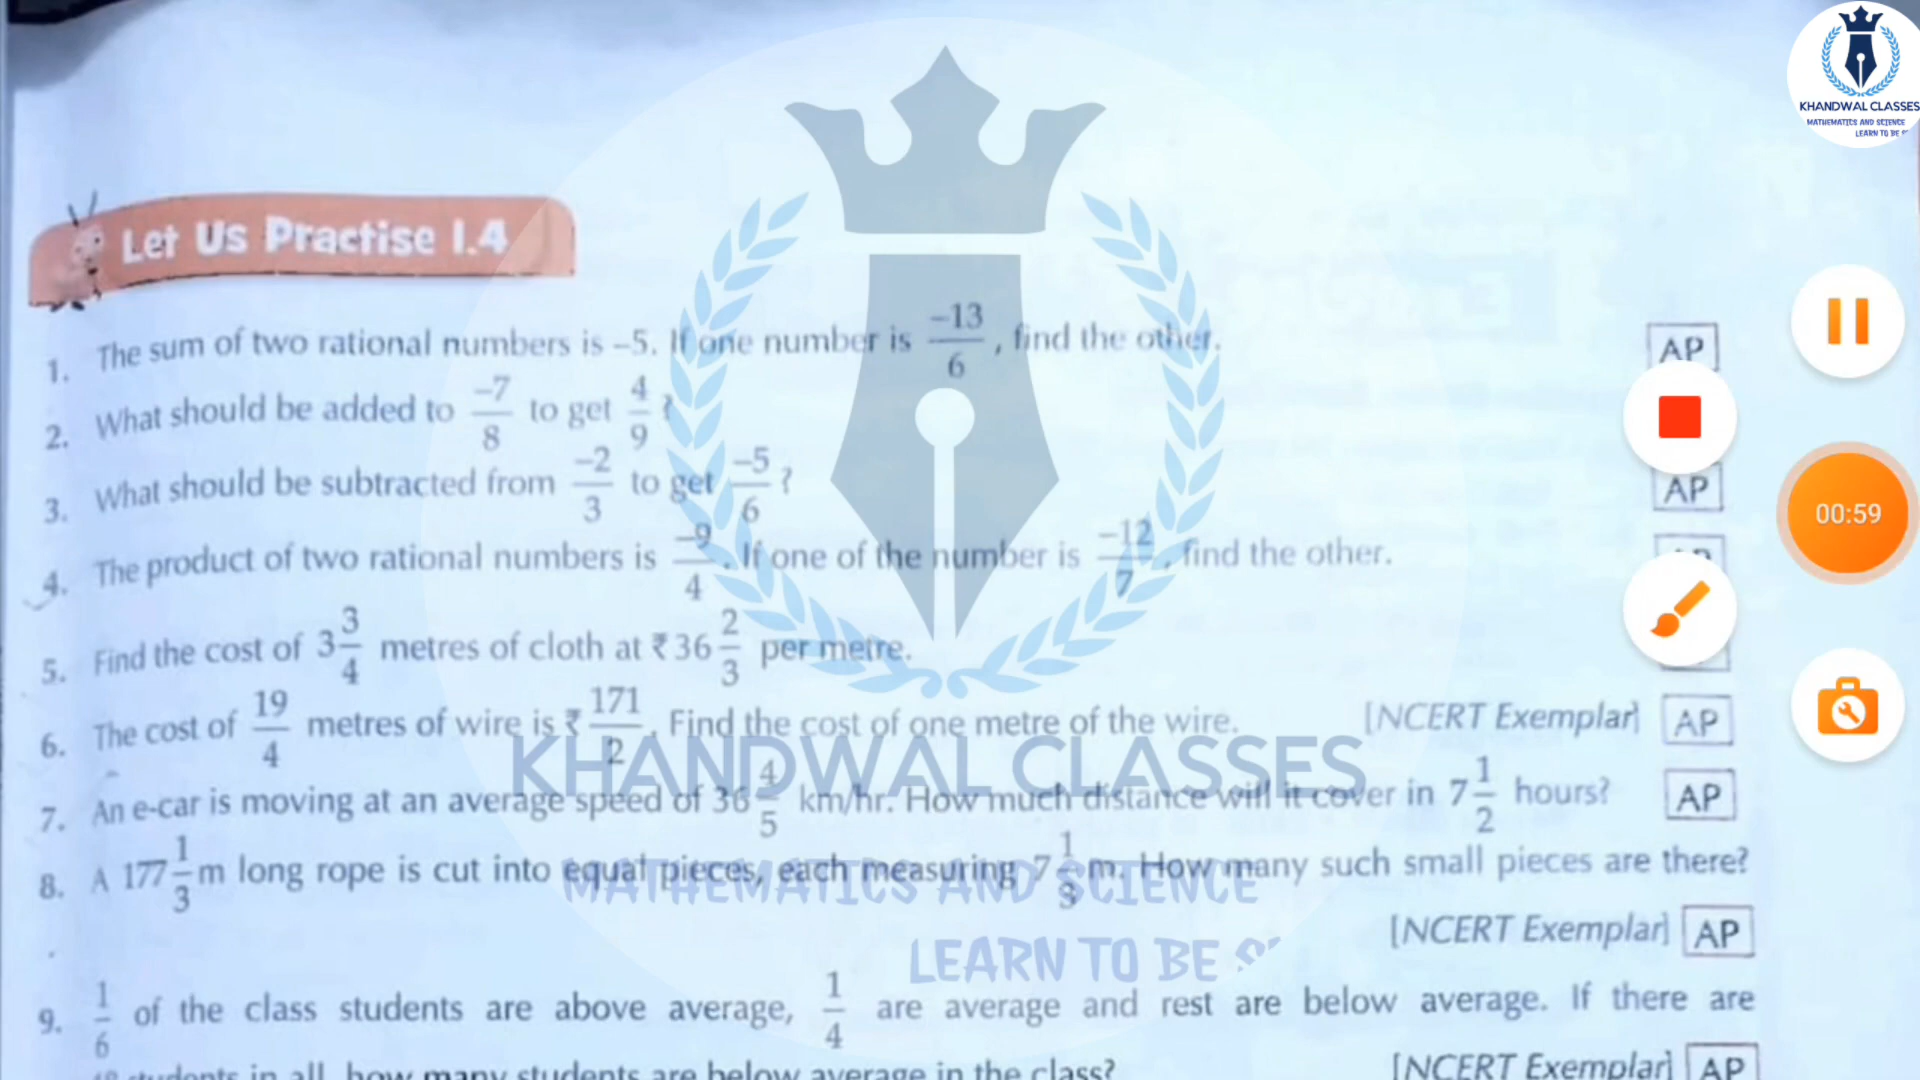 KHANDWAL CLASSES
MATHEMATICS AND SCIENCE
LEARN TO BE
Let Us Practise 1.4
1. The sum of two rational numbers is –5. If one number is –13/6, find the other. AP
2. What should be added to –7/8 to get 4/9?
3. What should be subtracted from –2/3 to get –5/6? AP
4. The product of two rational numbers is –9/4. If one of the number is –12/7, find the other.
5. Find the cost of 3 3/4 metres of cloth at ₹ 36 2/3 per metre.
6. The cost of 19/4 metres of wire is ₹ 171/2. Find the cost of one metre of the wire. [NCERT Exemplar] AP
7. An e-car is moving at an average speed of 36 4/5 km/hr. How much distance will it cover in 7 1/2 hours? AP
8. A 177 1/3 m long rope is cut into equal pieces, each measuring 7 1/3 m. How many such small pieces are there?
[NCERT Exemplar] AP
9. 1/6 of the class students are above average, 1/4 are average and rest are below average. If there are
students in all, how many students are below average in the class? [NCERT Exemplar] AP
KHANDWAL CLASSES
MATHEMATICS AND SCIENCE
LEARN TO BE
00:59